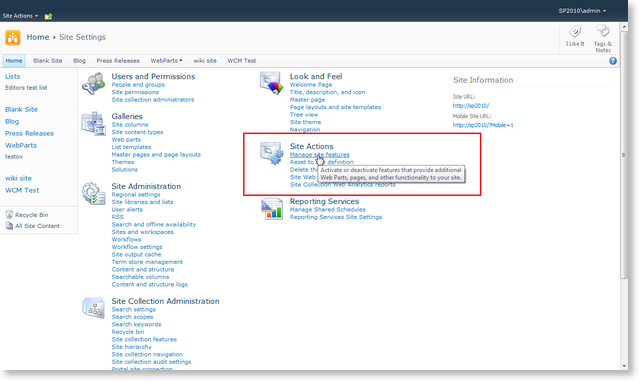 SP2010\admin
Site Actions
Home › Site Settings
I Like It
Tags & Notes
Home Blank Site Blog Press Releases WebParts wiki site WCM Test
Lists
Editors test list
Blank Site
Blog
Press Releases
WebParts
testov
wiki site
WCM Test
Recycle Bin
All Site Content
Users and Permissions
People and groups
Site permissions
Site collection administrators
Galleries
Site columns
Site content types
Web parts
List templates
Master pages and page layouts
Themes
Solutions
Site Administration
Regional settings
Site libraries and lists
User alerts
RSS
Search and offline availability
Sites and workspaces
Workflows
Workflow settings
Site output cache
Term store management
Content and structure
Searchable columns
Content and structure logs
Site Collection Administration
Search settings
Search scopes
Search keywords
Recycle bin
Site collection features
Site hierarchy
Site collection navigation
Site collection audit settings
Portal site connection
Look and Feel
Welcome Page
Title, description, and icon
Master page
Page layouts and site templates
Tree view
Site theme
Navigation
Site Actions
Manage site features
Reset to definition
Delete th
Site Web
Site Collection Web Analytics reports
Activate or deactivate features that provide additional
Web Parts, pages, and other functionality to your site.
Reporting Services
Manage Shared Schedules
Reporting Services Site Settings
Site Information
Site URL:
http://sp2010/
Mobile Site URL:
http://sp2010/?Mobile=1